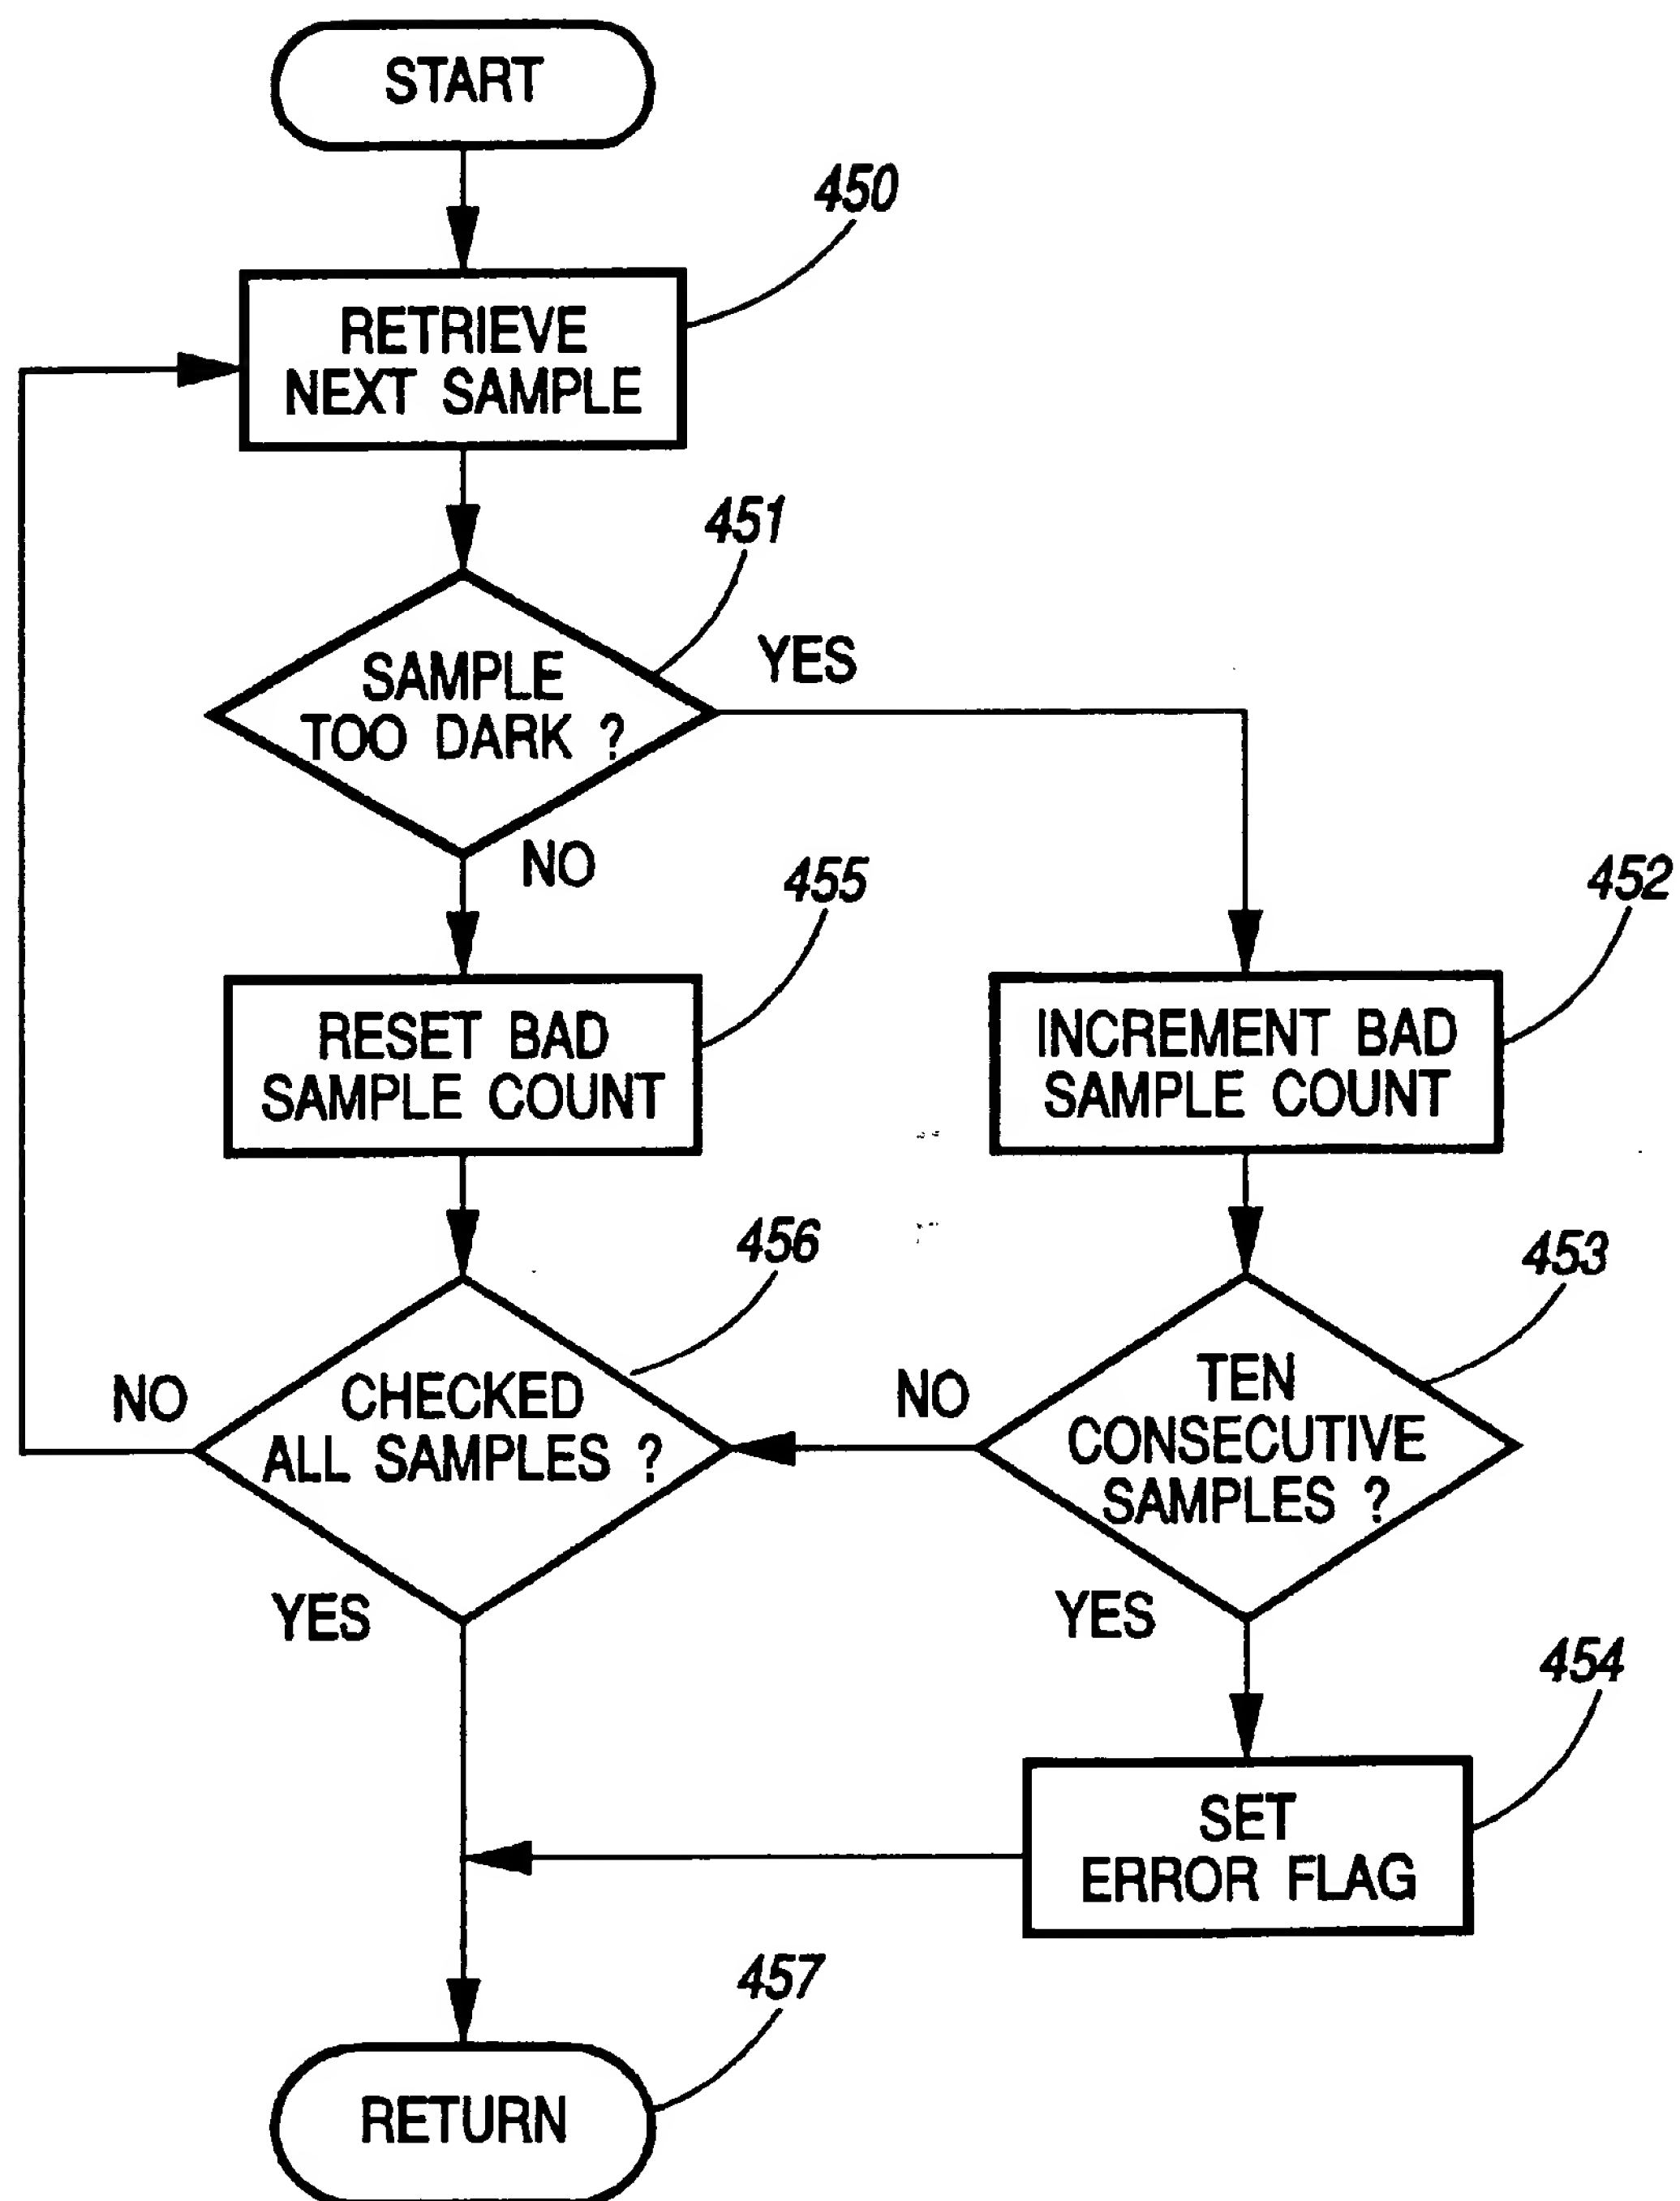 START
450
RETRIEVE
NEXT SAMPLE
451
SAMPLE
TOO DARK ?
YES
NO
455
452
RESET BAD
SAMPLE COUNT
INCREMENT BAD
SAMPLE COUNT
456
453
NO
CHECKED
ALL SAMPLES ?
NO
TEN
CONSECUTIVE
SAMPLES ?
YES
YES
454
SET
ERROR FLAG
457
RETURN